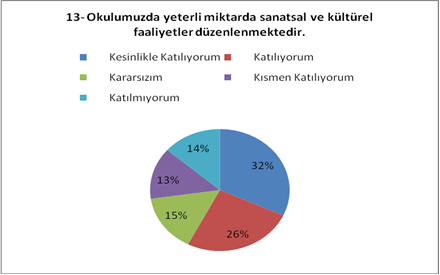 13- Okulumuzda yeterli miktarda sanatsal ve kültürel
faaliyetler düzenlenmektedir.
Kesinlikle Katılıyorum Katılıyorum
Kararsızım Kısmen Katılıyorum
Katılmıyorum
14% 32%
13%
15% 26%